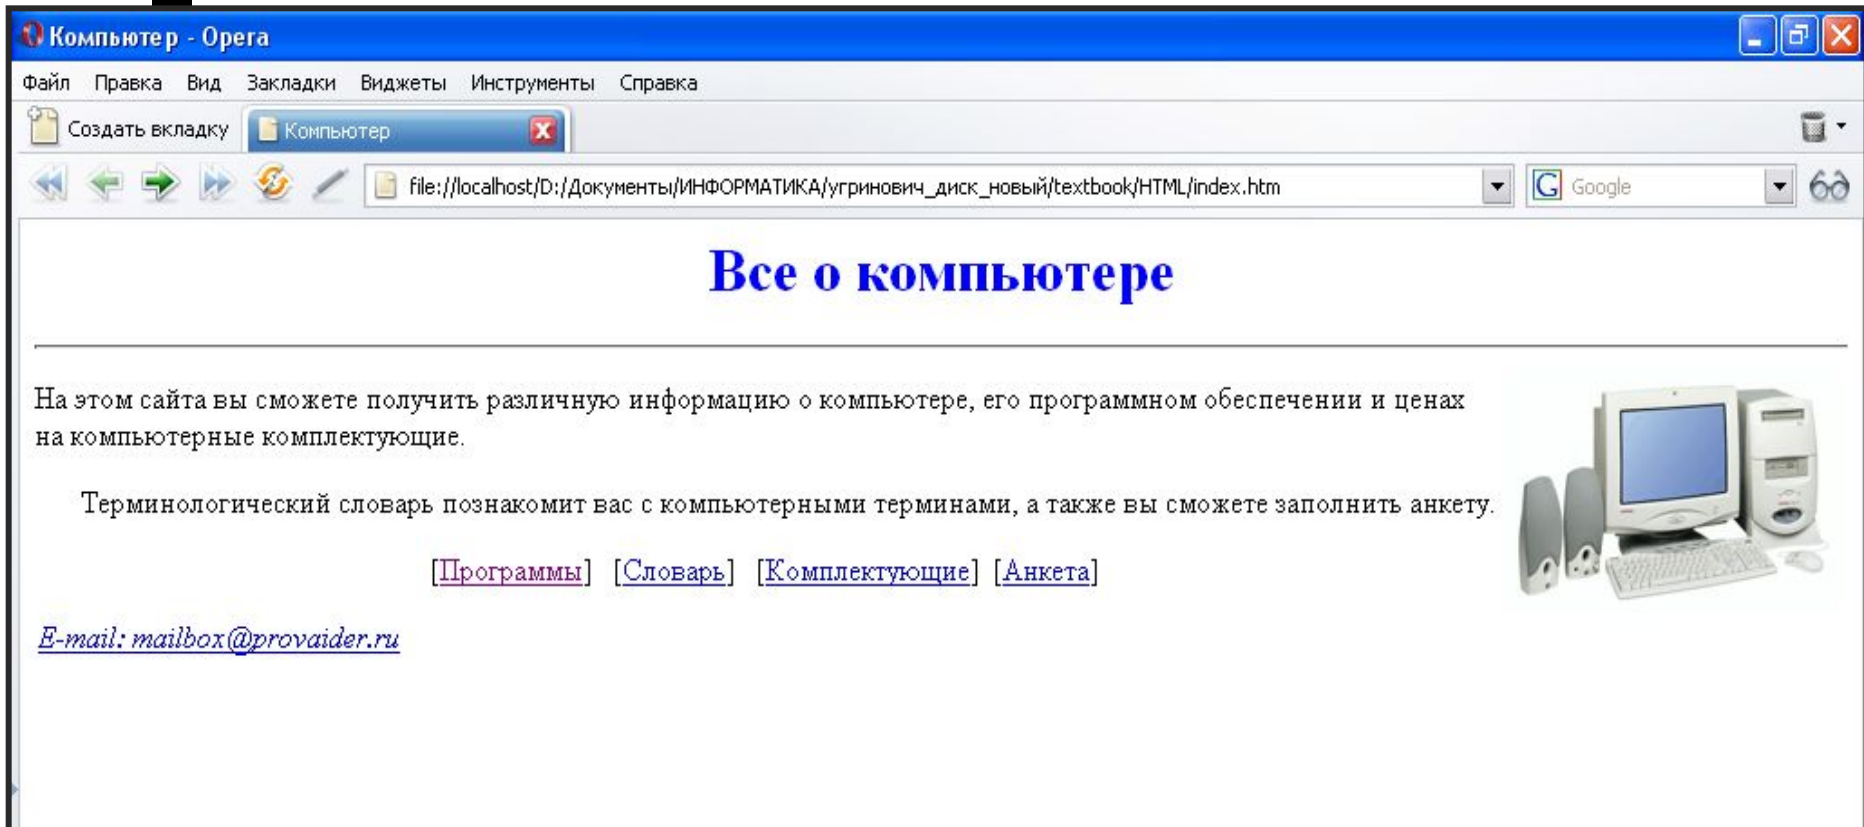 Компьютер - Opera
Файл Правка Вид Закладки Виджеты Инструменты Справка
Создать вкладку Компьютер
file://localhost/D:/Документы/ИНФОРМАТИКА/угринович_диск_новый/textbook/HTML/index.htm G Google
Все о компьютере
На этом сайта вы сможете получить различную информацию о компьютере, его программном обеспечении и ценах
на компьютерные комплектующие.
Терминологический словарь познакомит вас с компьютерными терминами, а также вы сможете заполнить анкету.
[Программы] [Словарь] [Комплектующие] [Анкета]
E-mail: mailbox@provaider.ru